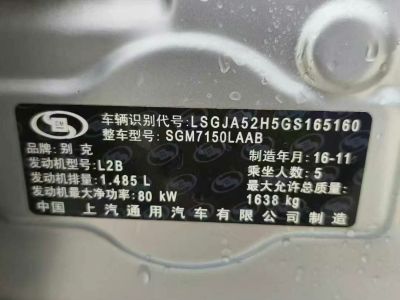 GM
车辆识别代号:LSGJA52H5GS165160
整车型号:SGM7150LAAB
品牌:别 克 制造年月:16-11
发动机型号:L2B 乘坐人数:5
发动机排量:1.485 L 最大允许总质量:
发动机最大净功率:80 kW 1638 kg
中国 上汽通用汽车有限公司制造